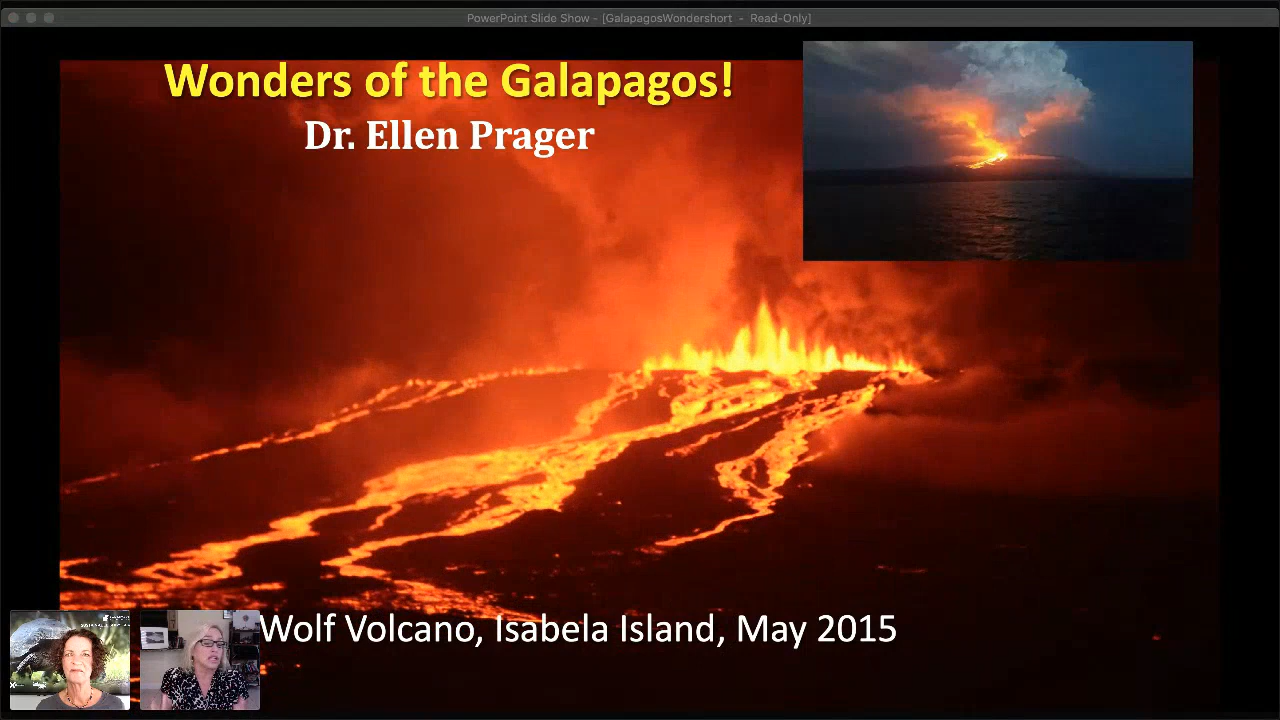 PowerPoint Slide Show - [GalapagosWondershort - Read-Only]
Wonders of the Galapagos!
Dr. Ellen Prager
Wolf Volcano, Isabela Island, May 2015